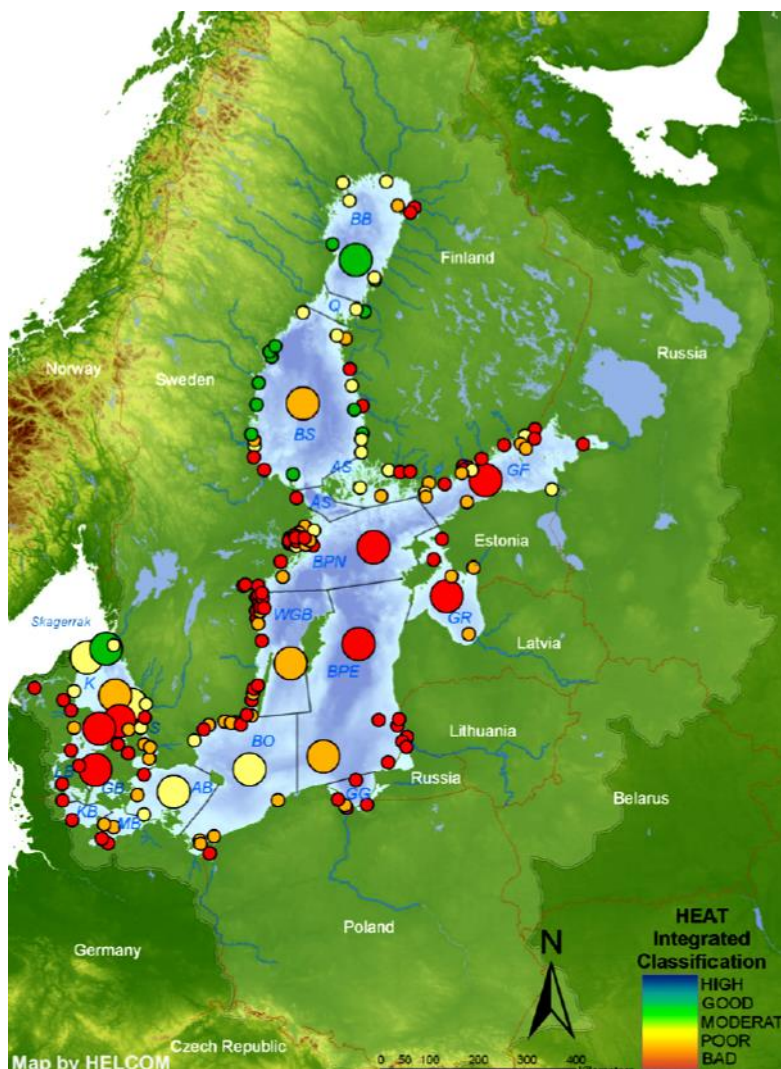 BB
Finland
Q
Norway
Sweden
Russia
BS
AS
GF
AS
BPN
Estonia
WGB
Skagerrak
GR
K
BPE
Latvia
S
Lithuania
BO
Russia
GB
AB
GG
Belarus
KB
MB
Poland
Germany
N
HEAT
Integrated
Classification
HIGH
GOOD
MODERAT
POOR
BAD
Czech Republic
Map by HELCOM
0 50 100 200 300 400